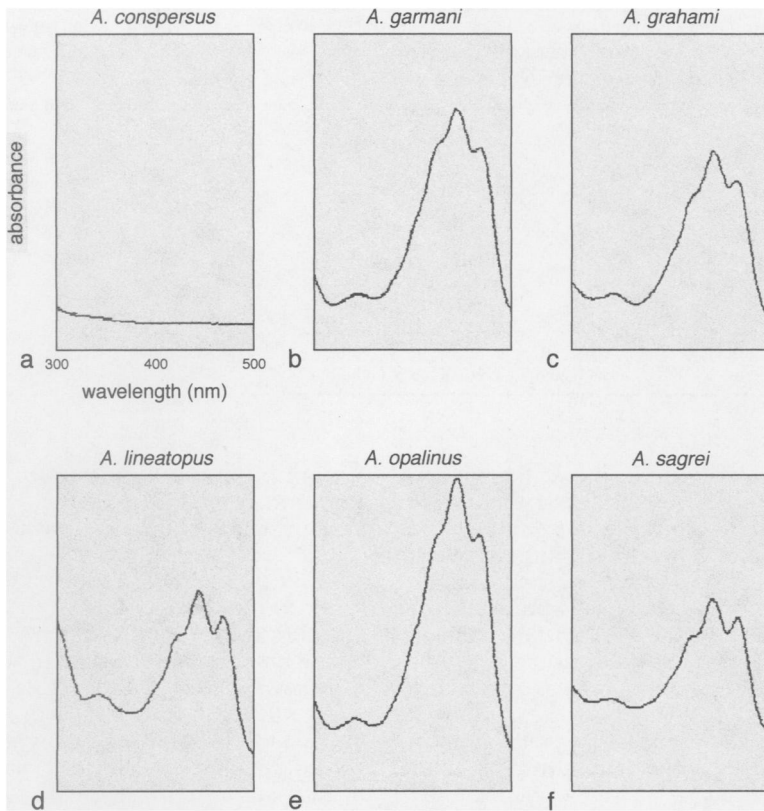 A. conspersus
A. garmani
A. grahami
absorbance
a
300
400
500
b
c
wavelength (nm)
A. lineatopus
A. opalinus
A. sagrei
d
e
f